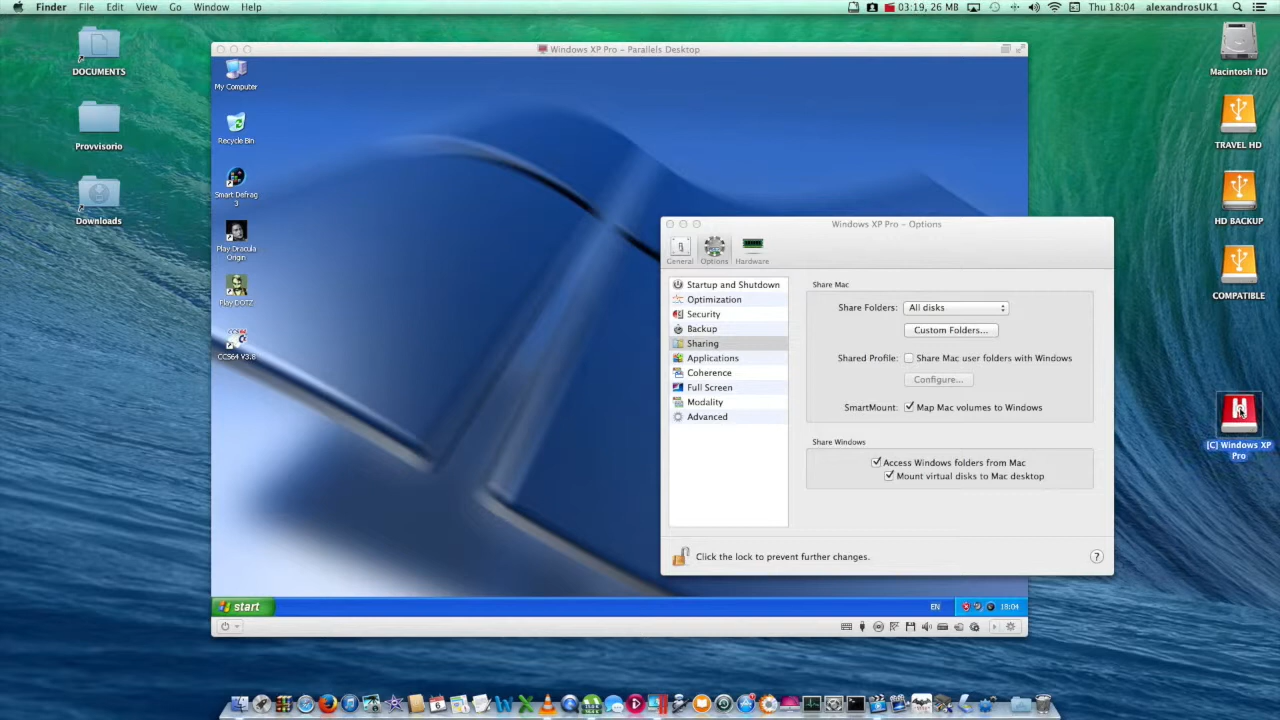 Finder File Edit View Go Window Help
03:19, 26 MB Thu 18:04 alexandrosUK1
DOCUMENTS
Provvisorio
Downloads
Windows XP Pro - Parallels Desktop
My Computer
Recycle Bin
Smart Defrag
3
Play Dracula
Origin
Play DOTZ
CCS64 V3.8
Windows XP Pro - Options
General Options Hardware
Startup and Shutdown
Optimization
Security
Backup
Sharing
Applications
Coherence
Full Screen
Modality
Advanced
Share Mac
Share Folders: All disks
Custom Folders...
Shared Profile: Share Mac user folders with Windows
Configure...
SmartMount: Map Mac volumes to Windows
Share Windows
Access Windows folders from Mac
Mount virtual disks to Mac desktop
Click the lock to prevent further changes. ?
start EN 18:04
Macintosh HD
TRAVEL HD
HD BACKUP
COMPATIBLE
[C] Windows XP
Pro